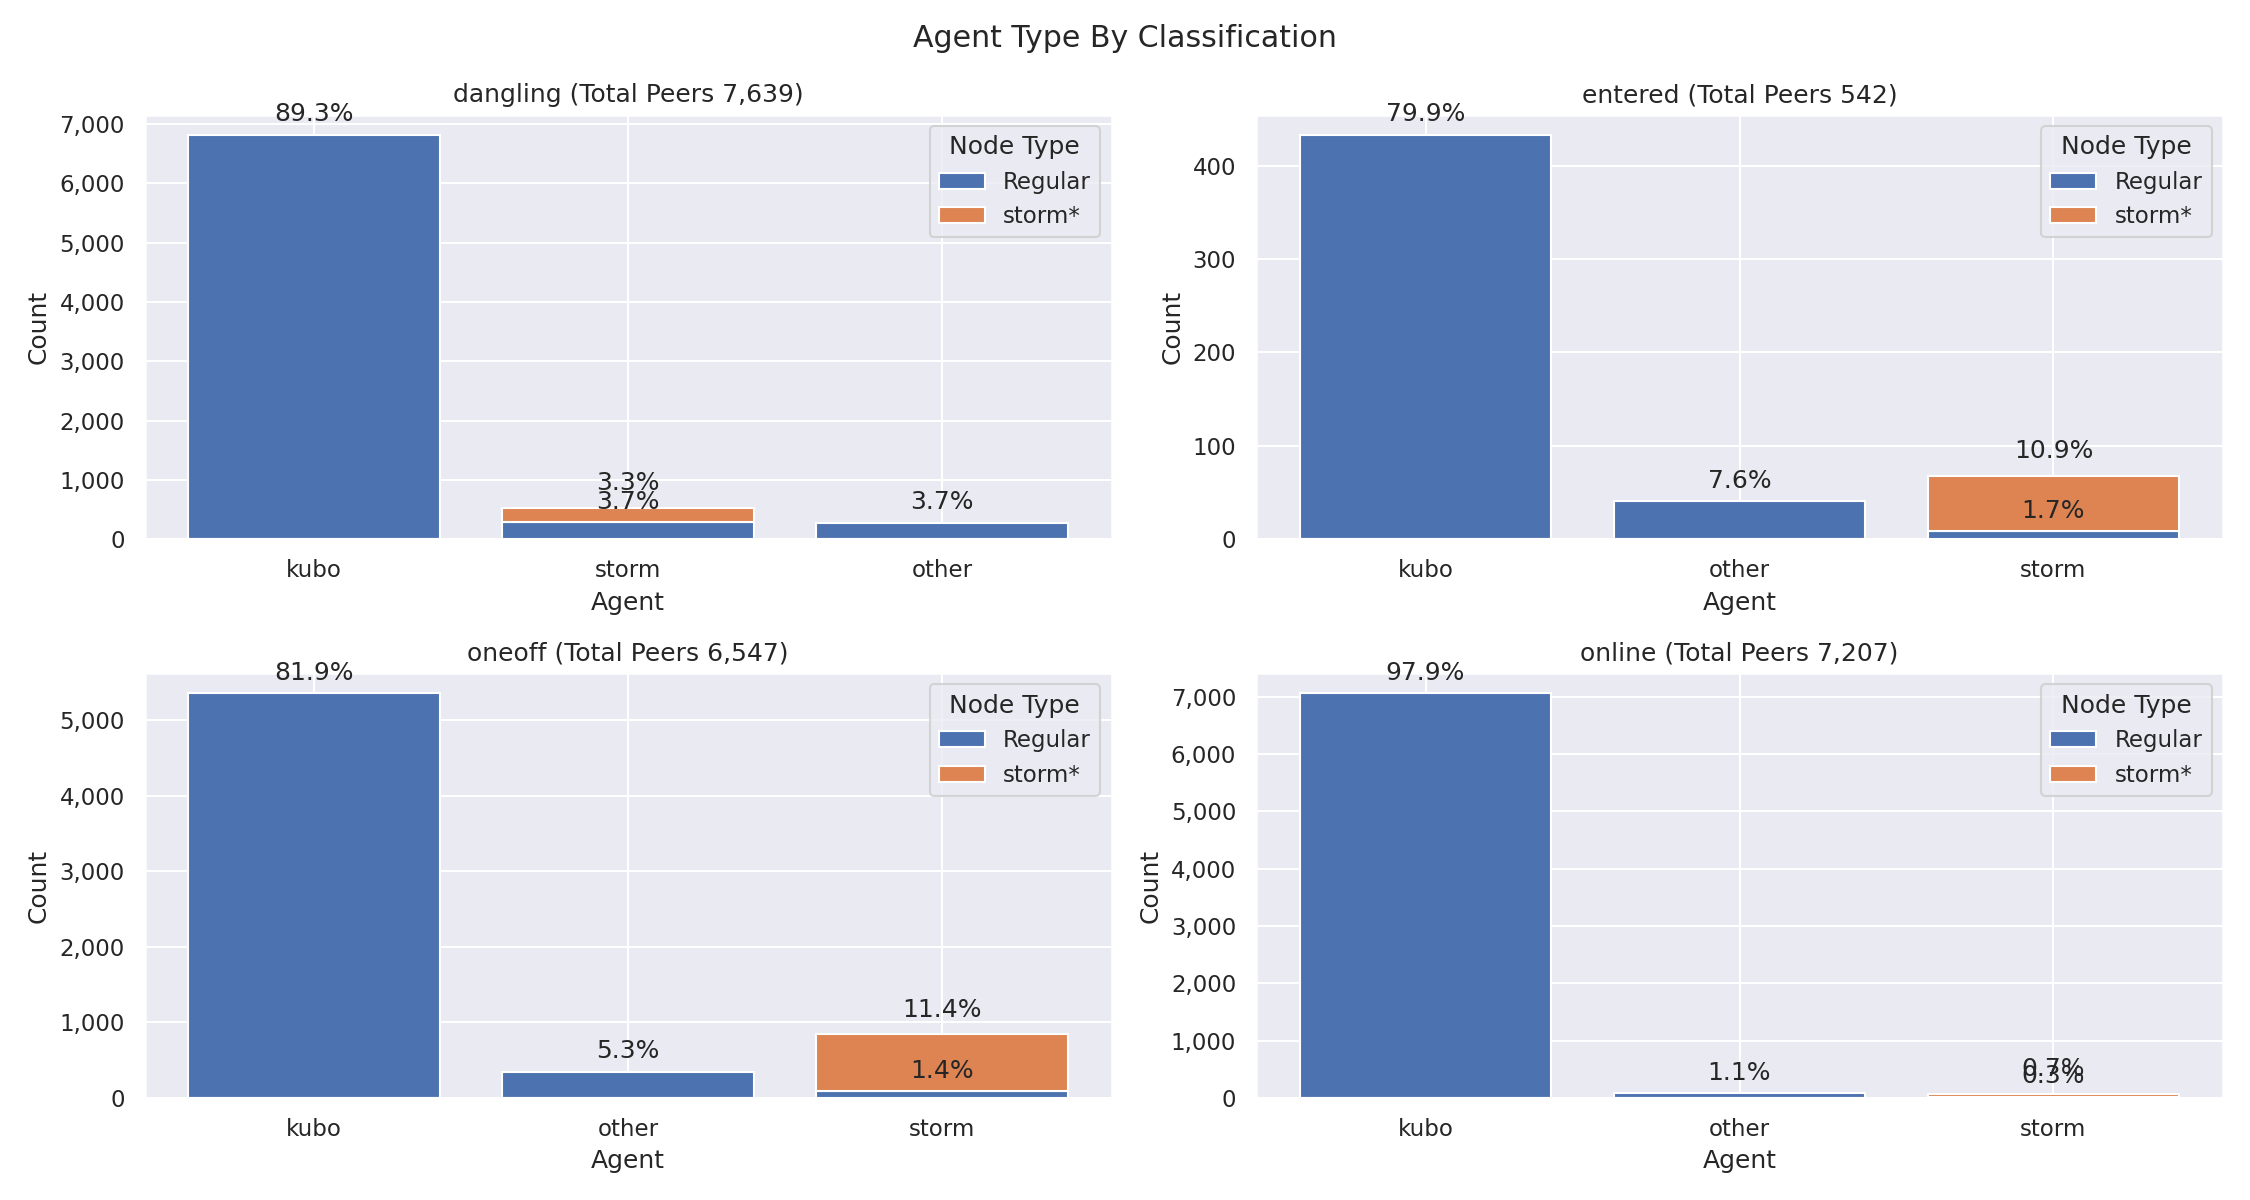 Agent Type By Classification
dangling (Total Peers 7,639)
89.3%
7,000
6,000
5,000
4,000
3,000
2,000
1,000
0
Count
3.3%
3.7%
3.7%
Node Type
Regular
storm*
kubo
storm
other
Agent
entered (Total Peers 542)
79.9%
400
300
200
100
0
Count
7.6%
10.9%
1.7%
Node Type
Regular
storm*
kubo
other
storm
Agent
oneoff (Total Peers 6,547)
81.9%
5,000
4,000
3,000
2,000
1,000
0
Count
5.3%
11.4%
1.4%
Node Type
Regular
storm*
kubo
other
storm
Agent
online (Total Peers 7,207)
97.9%
7,000
6,000
5,000
4,000
3,000
2,000
1,000
0
Count
1.1%
0.7%
0.3%
Node Type
Regular
storm*
kubo
other
storm
Agent